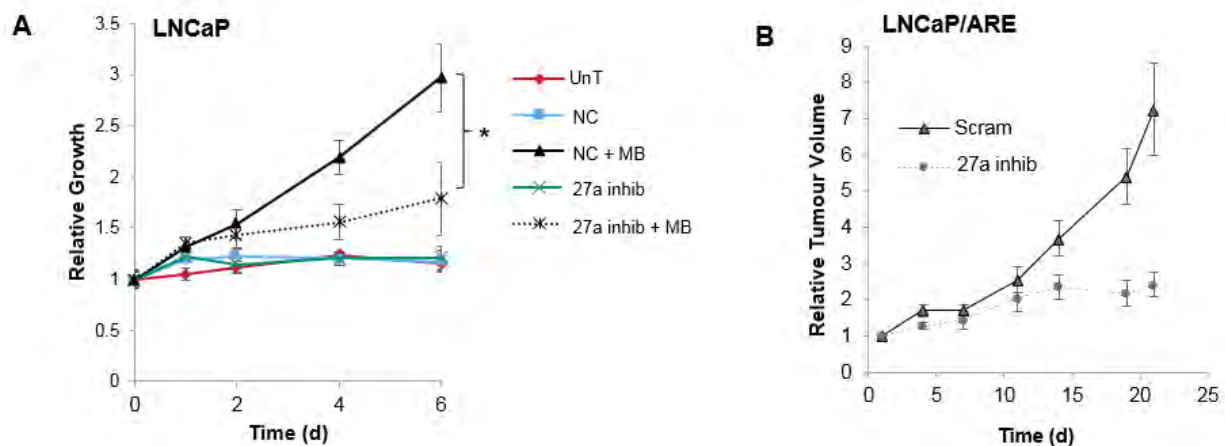 A
LNCaP
Relative Growth
3.5
3
2.5
2
1.5
1
0.5
0
0
2
4
6
Time (d)
*
UnT
NC
NC + MB
27a inhib
27a inhib + MB
B
LNCaP/ARE
Relative Tumour Volume
9
8
7
6
5
4
3
2
1
0
0
5
10
15
20
25
Time (d)
Scram
27a inhib